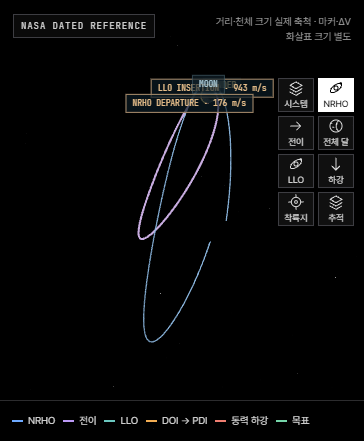 NASA DATED REFERENCE
거리·천체 크기 실제 축척 · 마커·ΔV
화살표 크기 별도
MOON
LLO INSERTION · 943 m/s
NRHO DEPARTURE · 176 m/s
시스템
NRHO
전이
전체 달
LLO
하강
착륙지
추적
NRHO 전이 LLO DOI → PDI 동력 하강 목표